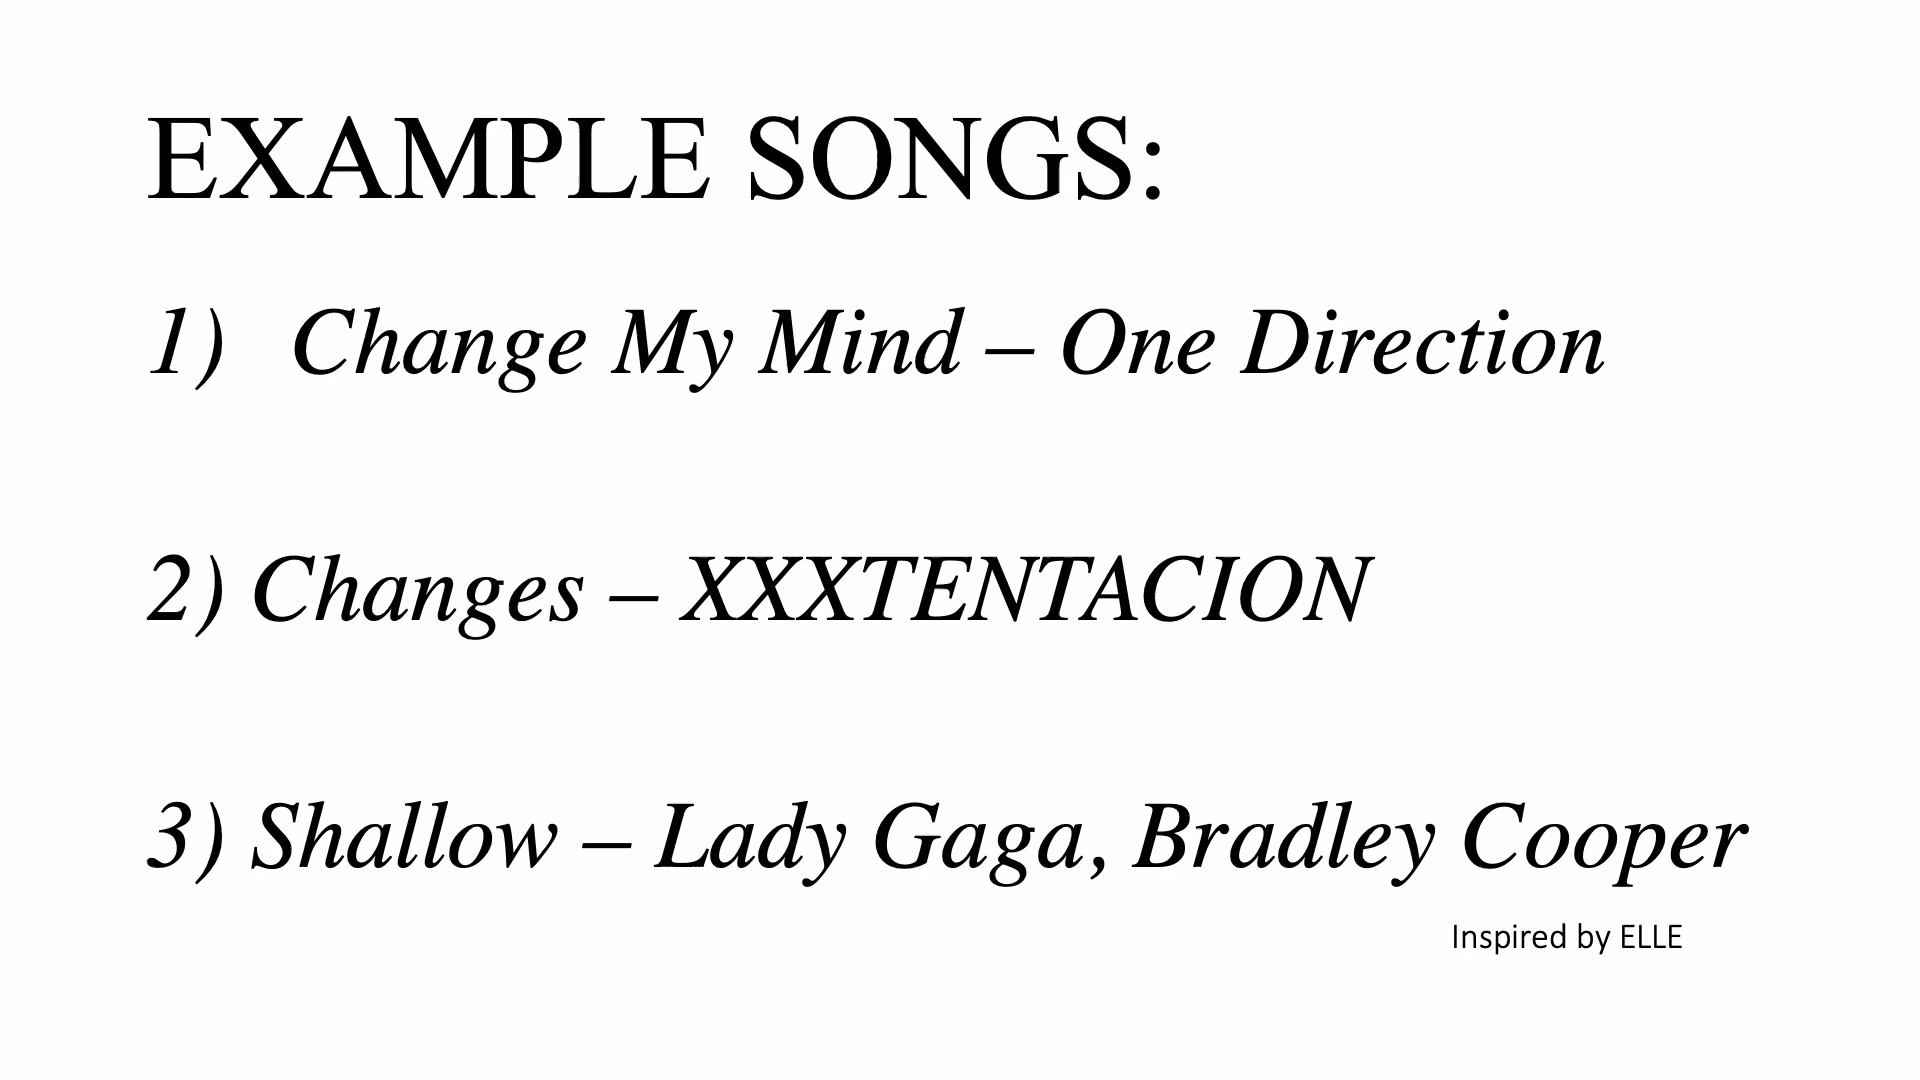 EXAMPLE SONGS:
1) Change My Mind – One Direction
2) Changes – XXXTENTACION
3) Shallow – Lady Gaga, Bradley Cooper
Inspired by ELLE